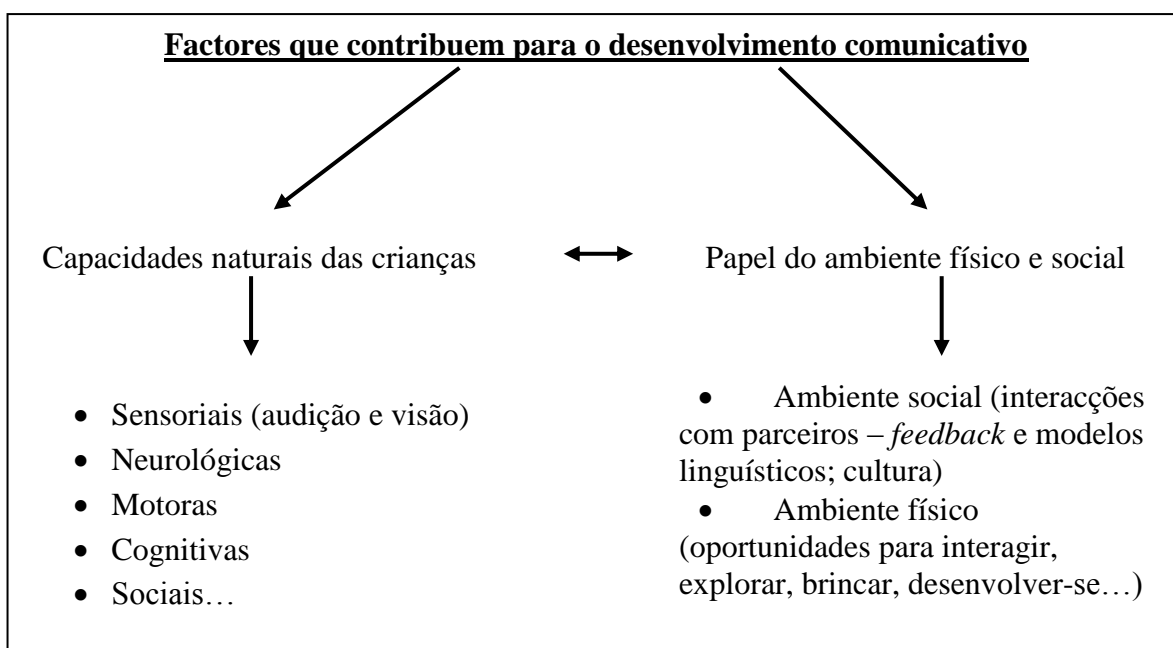 Factores que contribuem para o desenvolvimento comunicativo
Capacidades naturais das crianças
Papel do ambiente físico e social
• Sensoriais (audição e visão)
• Neurológicas
• Motoras
• Cognitivas
• Sociais…
• Ambiente social (interacções
com parceiros – feedback e modelos
linguísticos; cultura)
• Ambiente físico
(oportunidades para interagir,
explorar, brincar, desenvolver-se…)